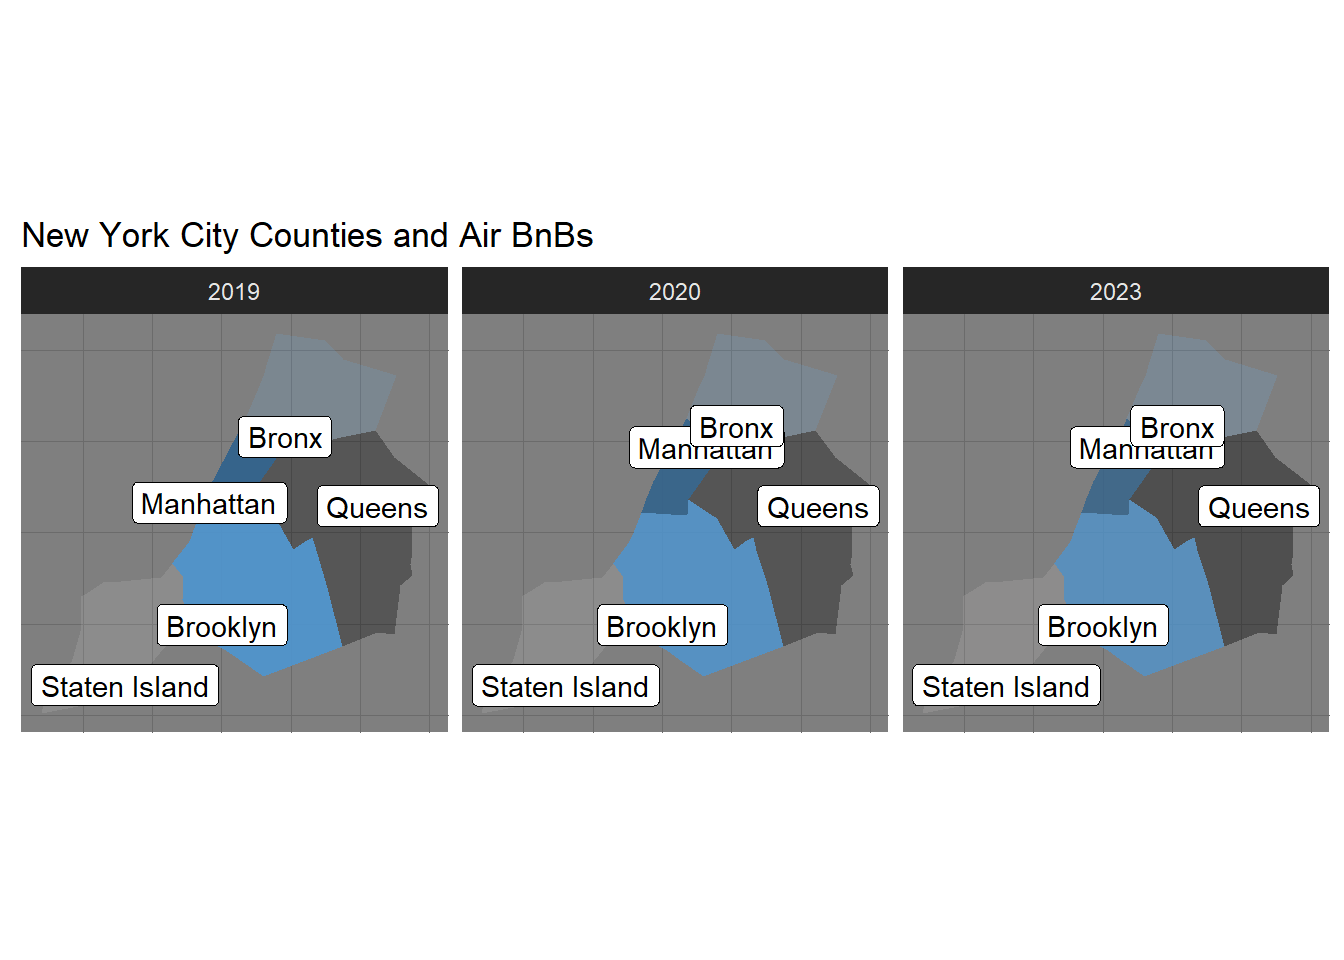 New York City Counties and Air BnBs
2019
2020
2023
Bronx
Manhattan
Queens
Brooklyn
Staten Island
Bronx
Manhattan
Queens
Brooklyn
Staten Island
Bronx
Manhattan
Queens
Brooklyn
Staten Island